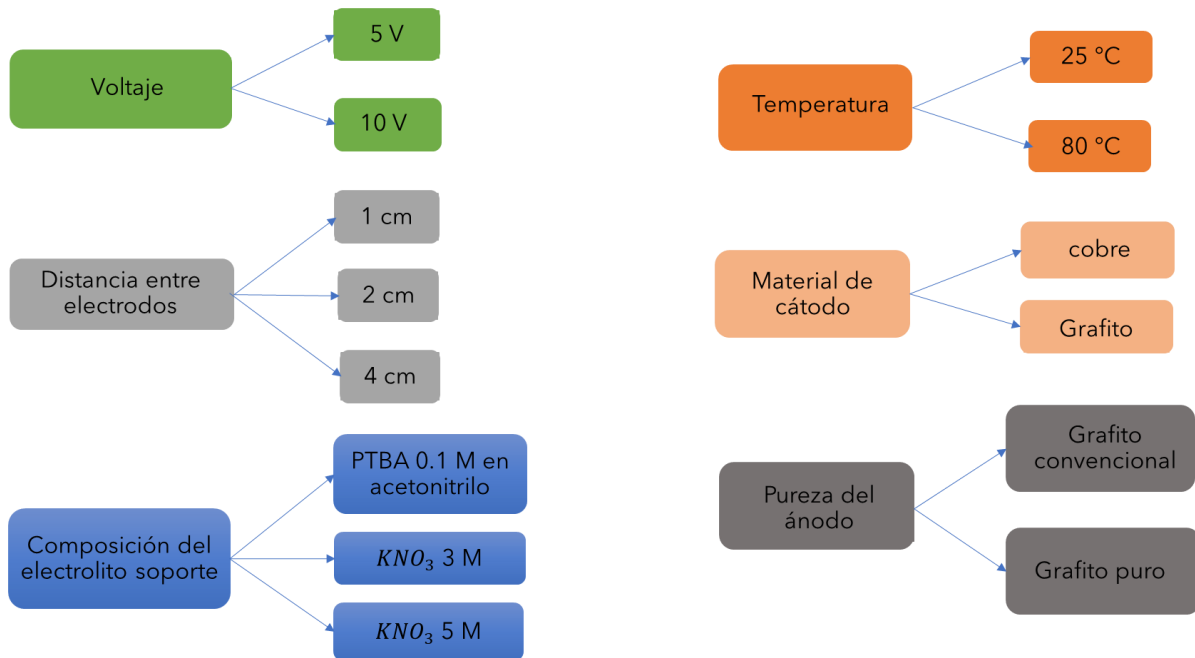 Voltaje
5 V
10 V
Distancia entre
electrodos
1 cm
2 cm
4 cm
Composición del
electrolito soporte
PTBA 0.1 M en
acetonitrilo
KNO₃ 3 M
KNO₃ 5 M
Temperatura
25 °C
80 °C
Material de
cátodo
cobre
Grafito
Pureza del
ánodo
Grafito
convencional
Grafito puro